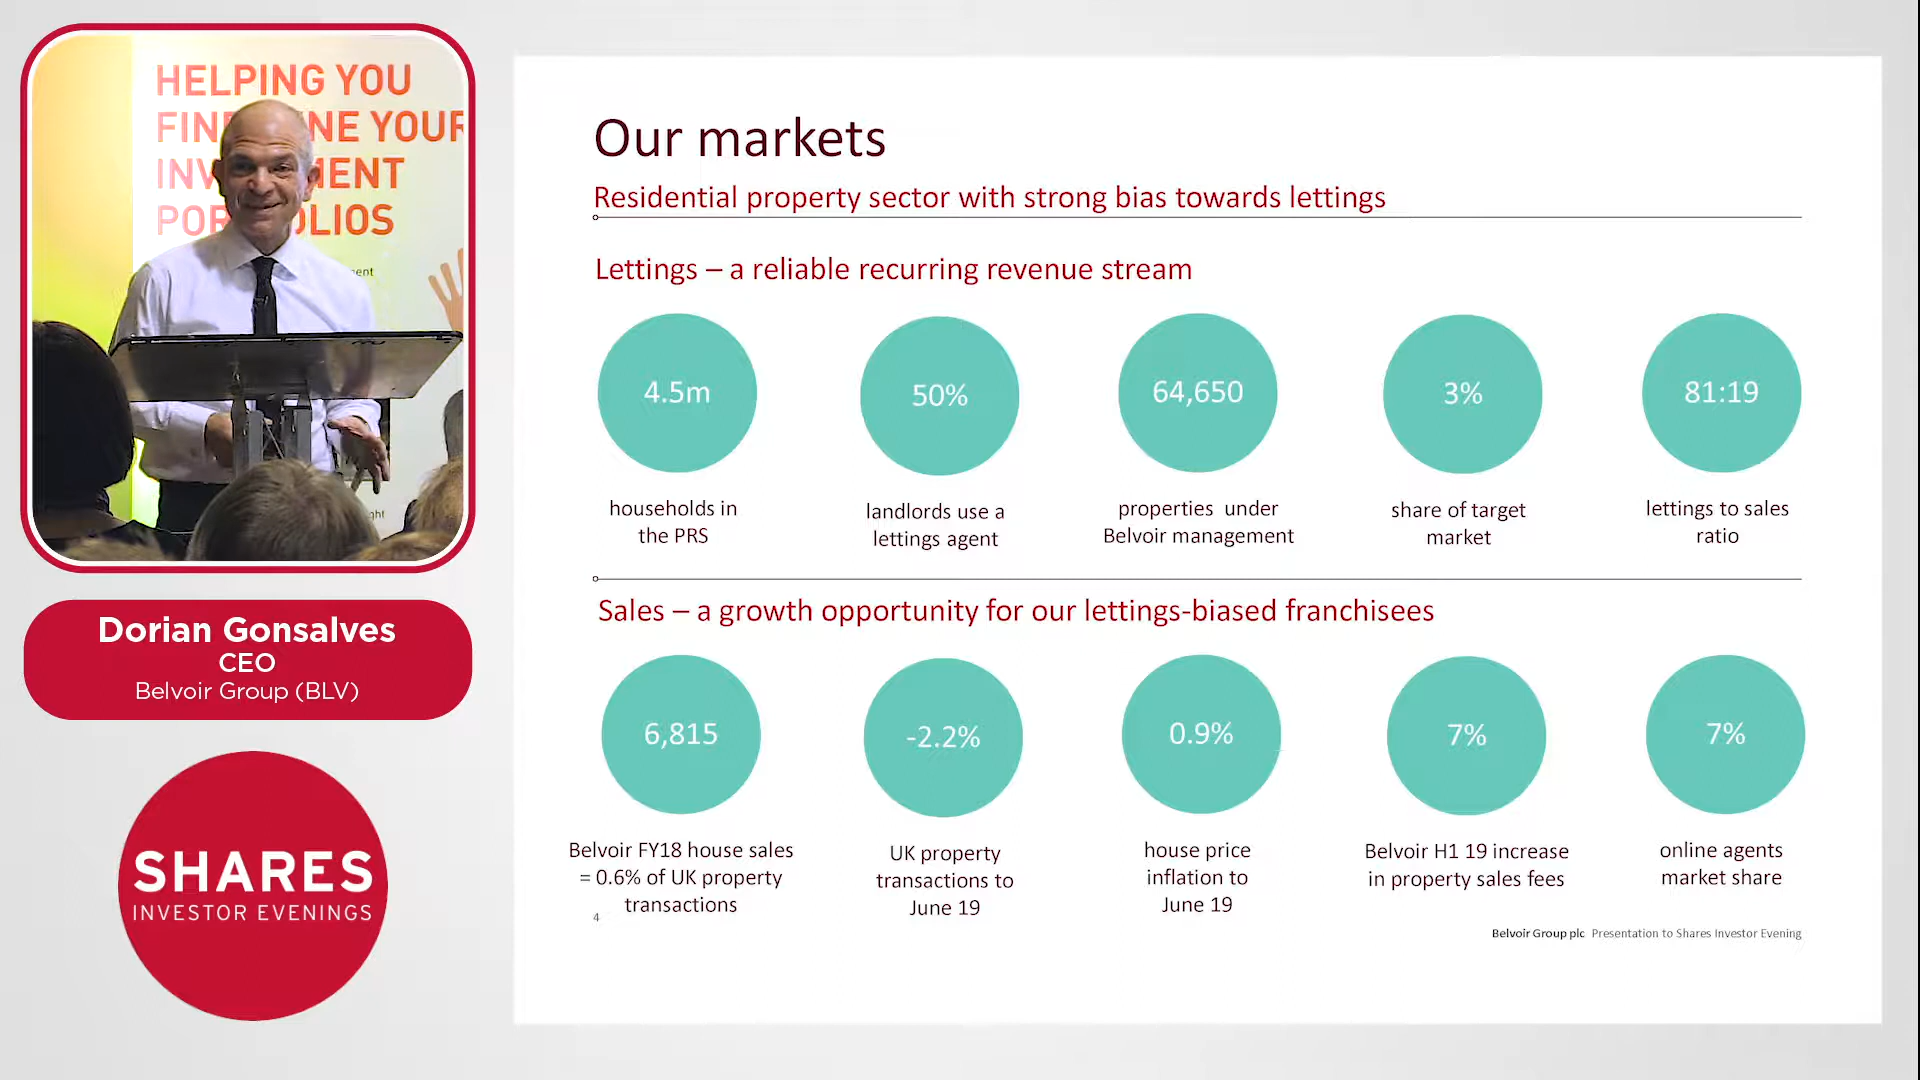 HELPING YOU
FIN NE YOUR
INV MENT
POR OLIOS
ent
ght
Dorian Gonsalves
CEO
Belvoir Group (BLV)
SHARES
INVESTOR EVENINGS
Our markets
Residential property sector with strong bias towards lettings
Lettings – a reliable recurring revenue stream
4.5m
households in
the PRS
50%
landlords use a
lettings agent
64,650
properties under
Belvoir management
3%
share of target
market
81:19
lettings to sales
ratio
Sales – a growth opportunity for our lettings-biased franchisees
6,815
Belvoir FY18 house sales
= 0.6% of UK property
transactions
-2.2%
UK property
transactions to
June 19
0.9%
house price
inflation to
June 19
7%
Belvoir H1 19 increase
in property sales fees
7%
online agents
market share
4
Belvoir Group plc Presentation to Shares Investor Evening